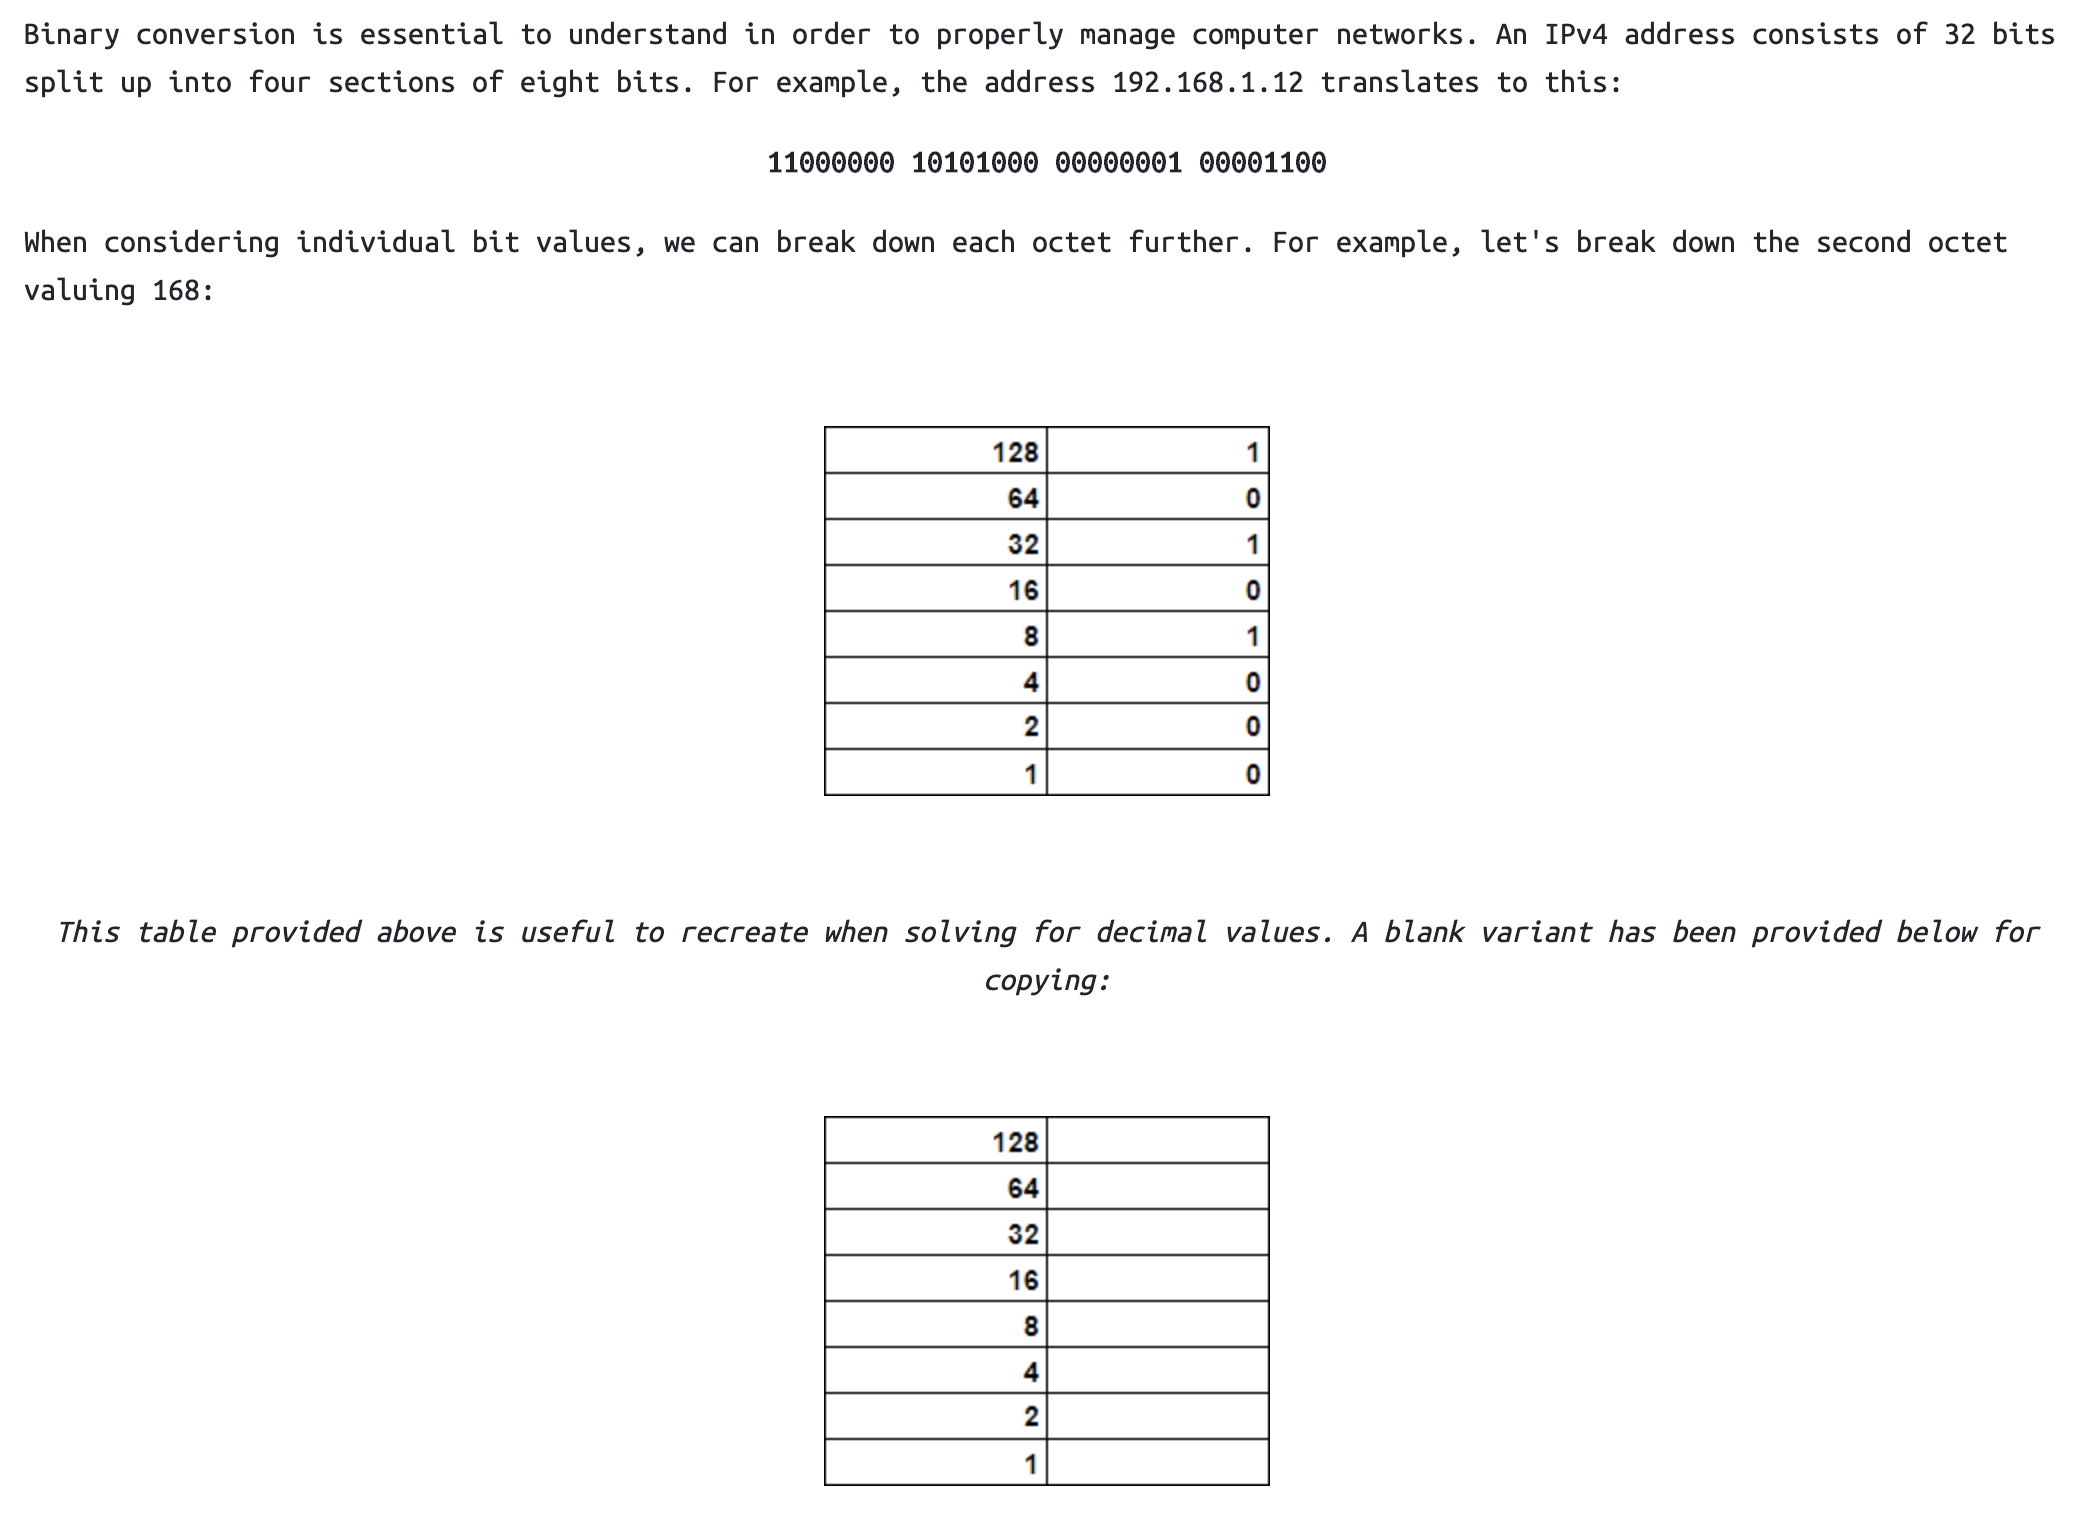 Binary conversion is essential to understand in order to properly manage computer networks. An IPv4 address consists of 32 bits
split up into four sections of eight bits. For example, the address 192.168.1.12 translates to this:
11000000 10101000 00000001 00001100
When considering individual bit values, we can break down each octet further. For example, let's break down the second octet
valuing 168:
128 1
64 0
32 1
16 0
8 1
4 0
2 0
1 0
This table provided above is useful to recreate when solving for decimal values. A blank variant has been provided below for
copying:
128
64
32
16
8
4
2
1